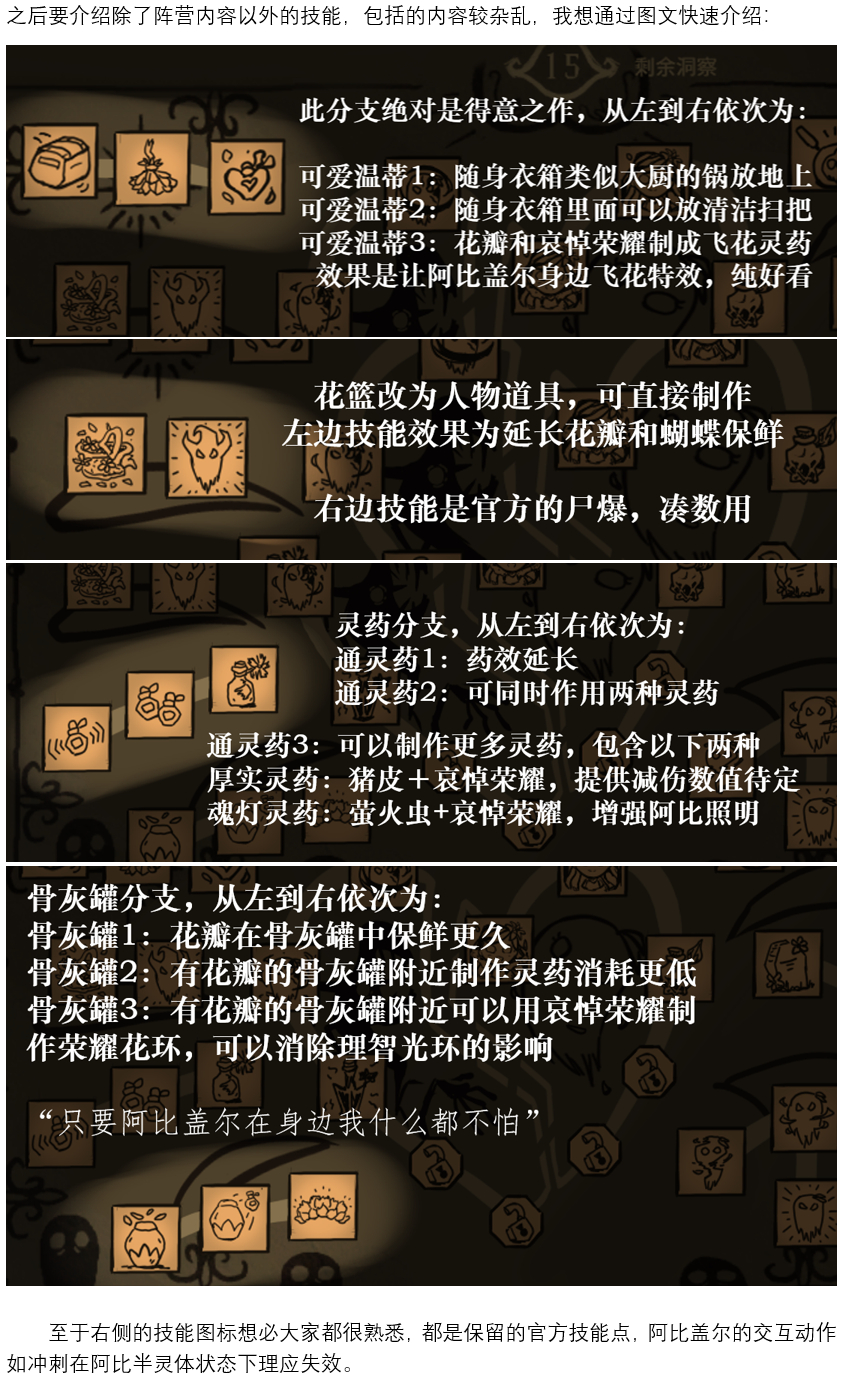 之后要介绍除了阵营内容以外的技能，包括的内容较杂乱，我想通过图文快速介绍：
15 剩余洞察
此分支绝对是得意之作，从左到右依次为：
可爱温蒂1：随身衣箱类似大厨的锅放地上
可爱温蒂2：随身衣箱里面可以放清洁扫把
可爱温蒂3：花瓣和哀悼荣耀制成飞花灵药
效果是让阿比盖尔身边飞花特效，纯好看
花篮改为人物道具，可直接制作
左边技能效果为延长花瓣和蝴蝶保鲜
右边技能是官方的尸爆，凑数用
灵药分支，从左到右依次为：
通灵药1：药效延长
通灵药2：可同时作用两种灵药
通灵药3：可以制作更多灵药，包含以下两种
厚实灵药：猪皮＋哀悼荣耀，提供减伤数值待定
魂灯灵药：萤火虫+哀悼荣耀，增强阿比照明
骨灰罐分支，从左到右依次为：
骨灰罐1：花瓣在骨灰罐中保鲜更久
骨灰罐2：有花瓣的骨灰罐附近制作灵药消耗更低
骨灰罐3：有花瓣的骨灰罐附近可以用哀悼荣耀制
作荣耀花环，可以消除理智光环的影响
“只要阿比盖尔在身边我什么都不怕”
至于右侧的技能图标想必大家都很熟悉，都是保留的官方技能点，阿比盖尔的交互动作
如冲刺在阿比半灵体状态下理应失效。